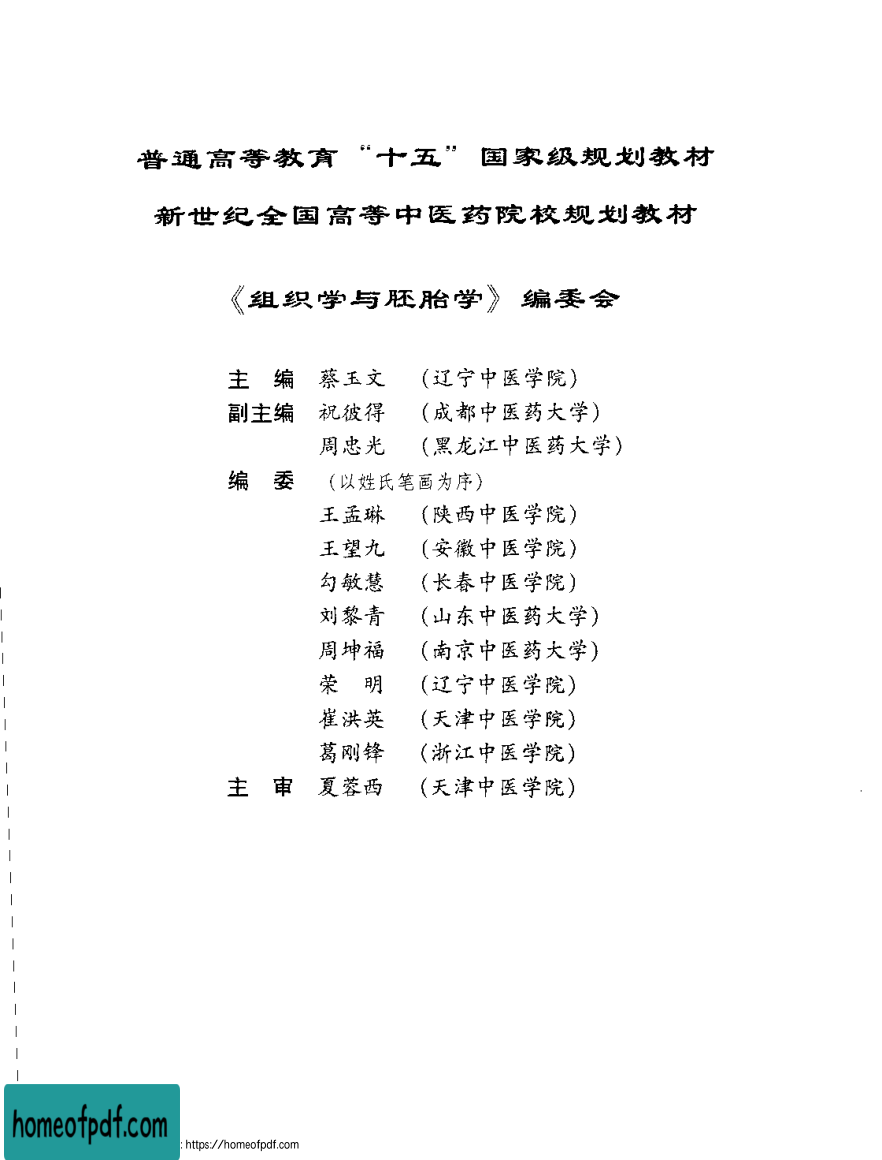 普通高等教育“十五”国家级规划教材
新世纪全国高等中医药院校规划教材
《组织学与胚胎学》编委会
主 编 蔡玉文 (辽宁中医学院)
副主编 祝彼得 (成都中医药大学)
周忠光 (黑龙江中医药大学)
编 委 (以姓氏笔画为序)
王孟琳 (陕西中医学院)
王望九 (安徽中医学院)
勾敏慧 (长春中医学院)
刘黎青 (山东中医药大学)
周坤福 (南京中医药大学)
荣 明 (辽宁中医学院)
崔洪英 (天津中医学院)
葛刚锋 (浙江中医学院)
主 审 夏蓉西 (天津中医学院)
homeofpdf.com
: https://homeofpdf.com